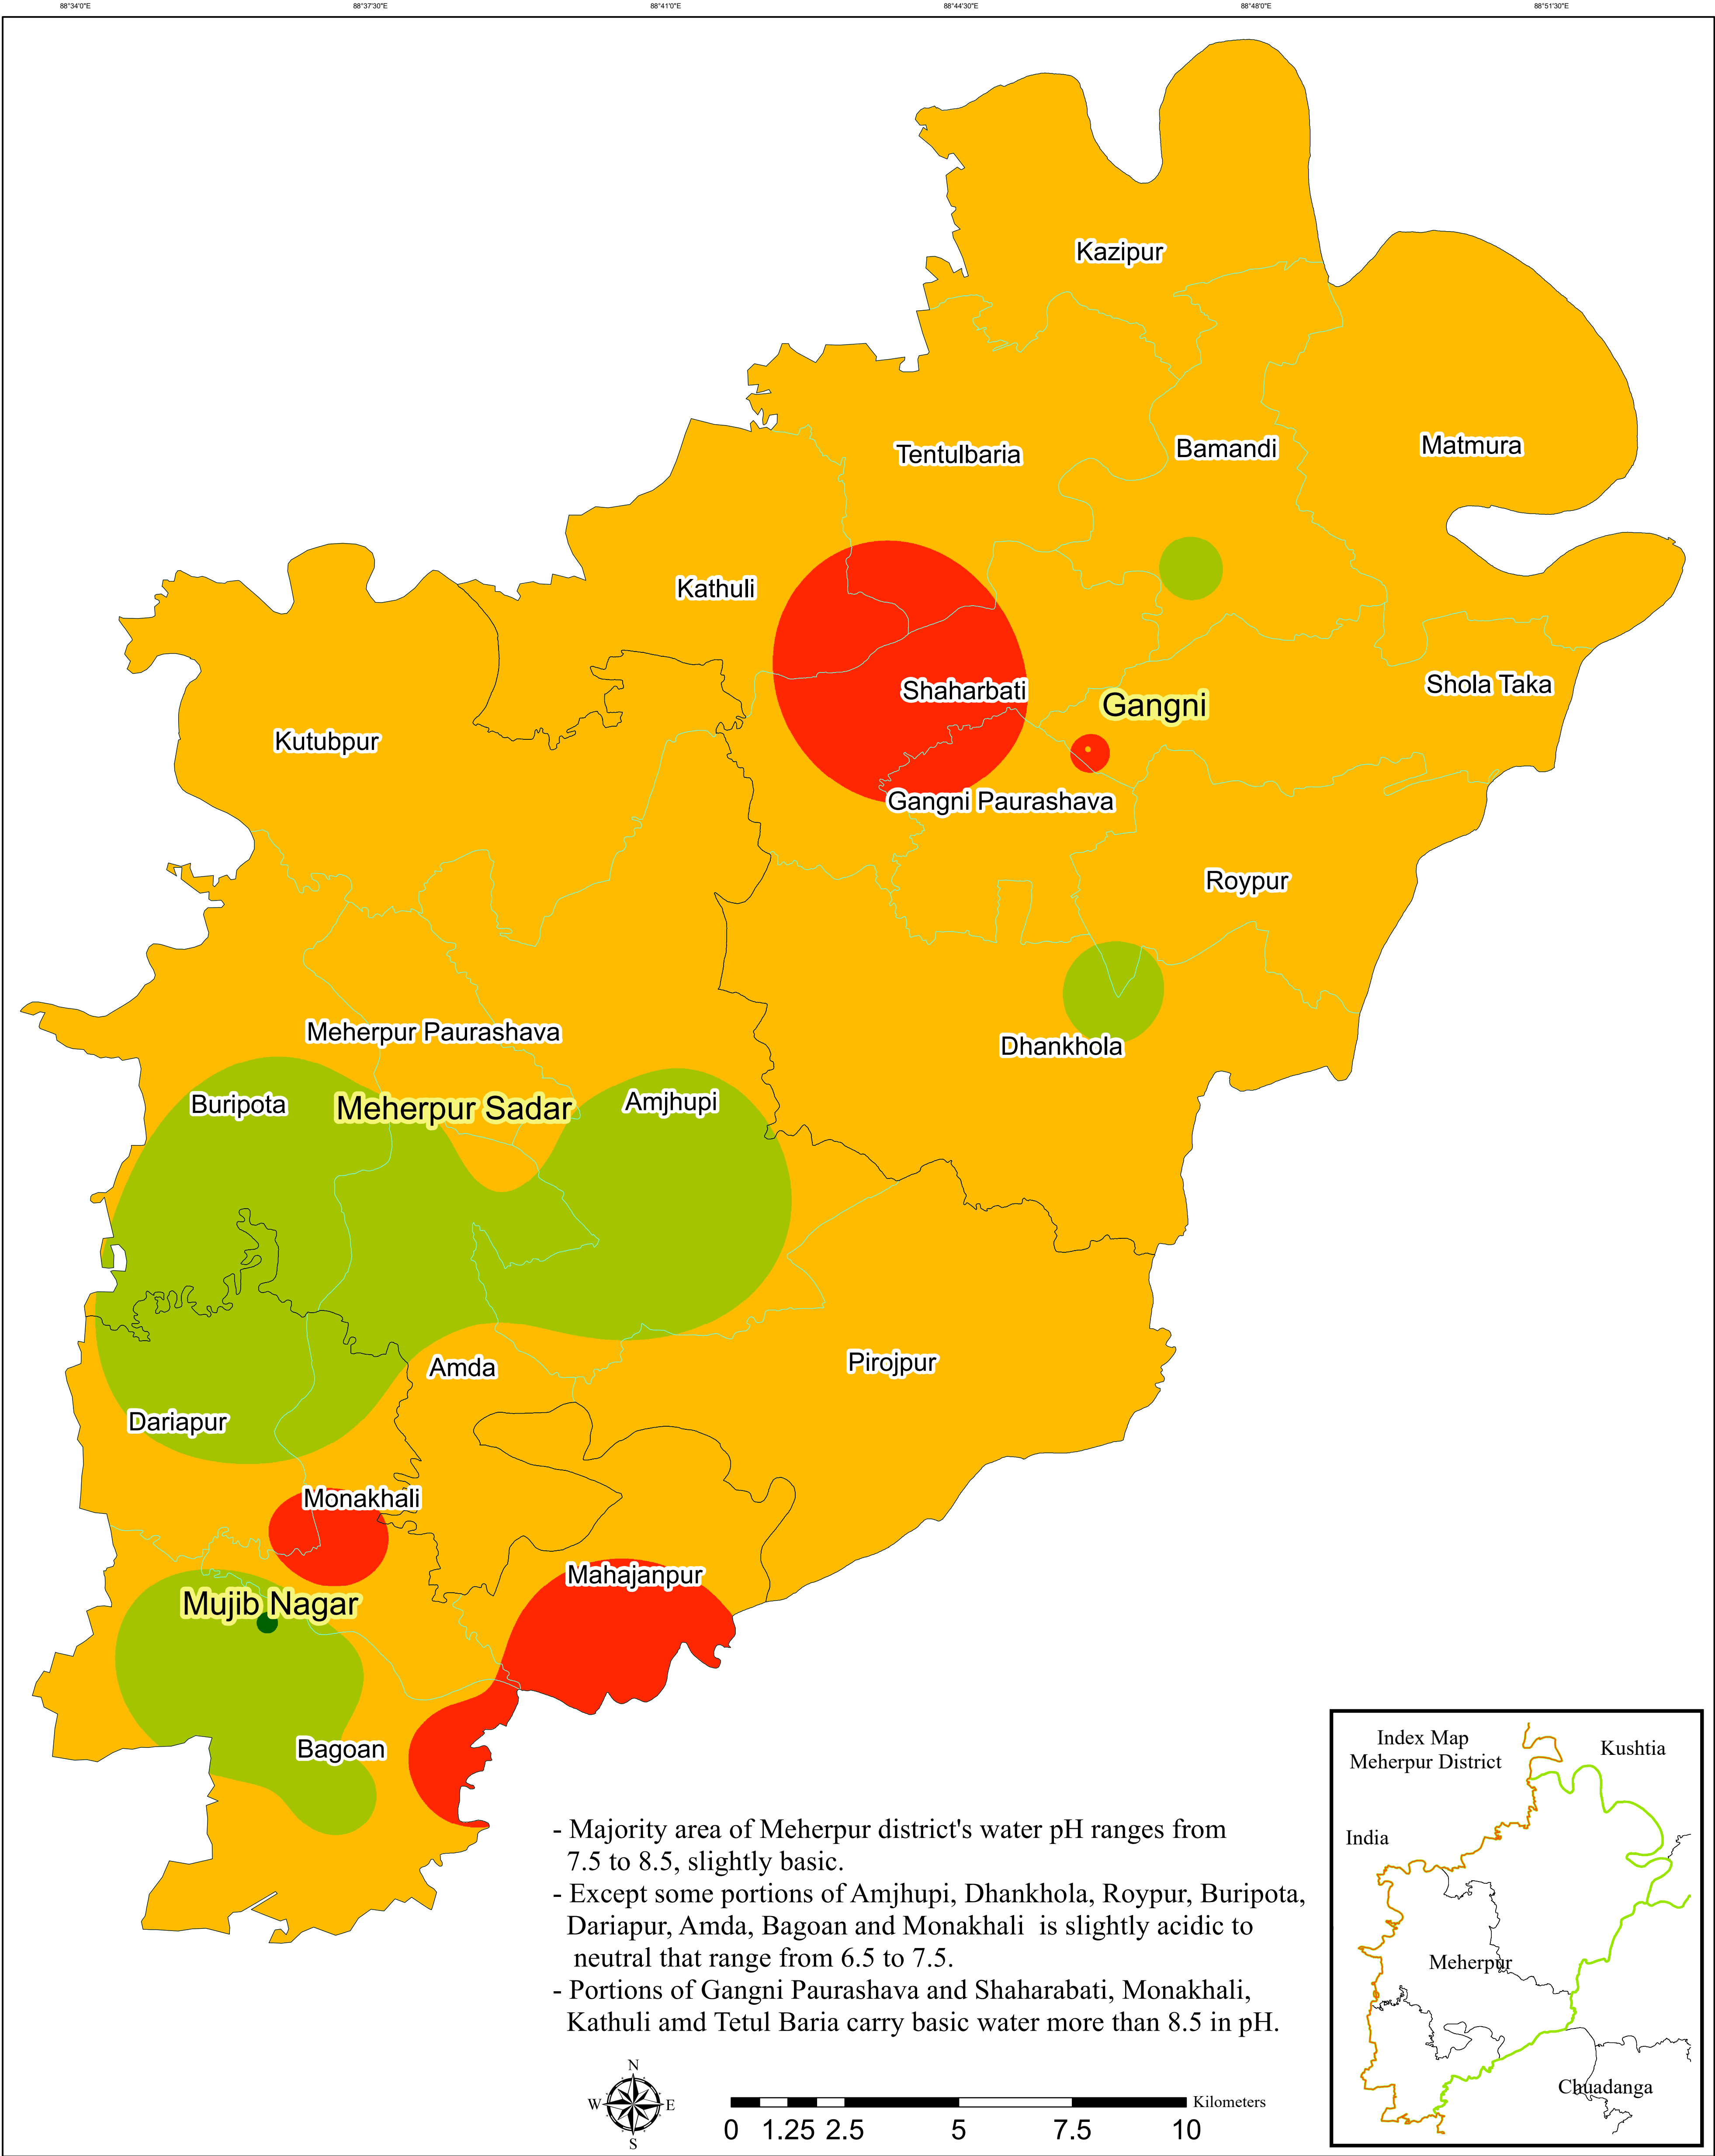 88°34'0"E
88°37'30"E
88°41'0"E
88°44'30"E
88°48'0"E
88°51'30"E
Kazipur
Tentulbaria
Bamandi
Matmura
Kathuli
Shaharbati
Gangni
Shola Taka
Kutubpur
Gangni Paurashava
Roypur
Meherpur Paurashava
Dhankhola
Buripota
Meherpur Sadar
Amjhupi
Amda
Pirojpur
Dariapur
Monakhali
Mahajanpur
Mujib Nagar
Bagoan
- Majority area of Meherpur district's water pH ranges from
7.5 to 8.5, slightly basic.
- Except some portions of Amjhupi, Dhankhola, Roypur, Buripota,
Dariapur, Amda, Bagoan and Monakhali is slightly acidic to
neutral that range from 6.5 to 7.5.
- Portions of Gangni Paurashava and Shaharabati, Monakhali,
Kathuli amd Tetul Baria carry basic water more than 8.5 in pH.
N
W
E
S
Kilometers
0 1.25 2.5 5 7.5 10
Index Map
Meherpur District
Kushtia
India
Meherpur
Chuadanga